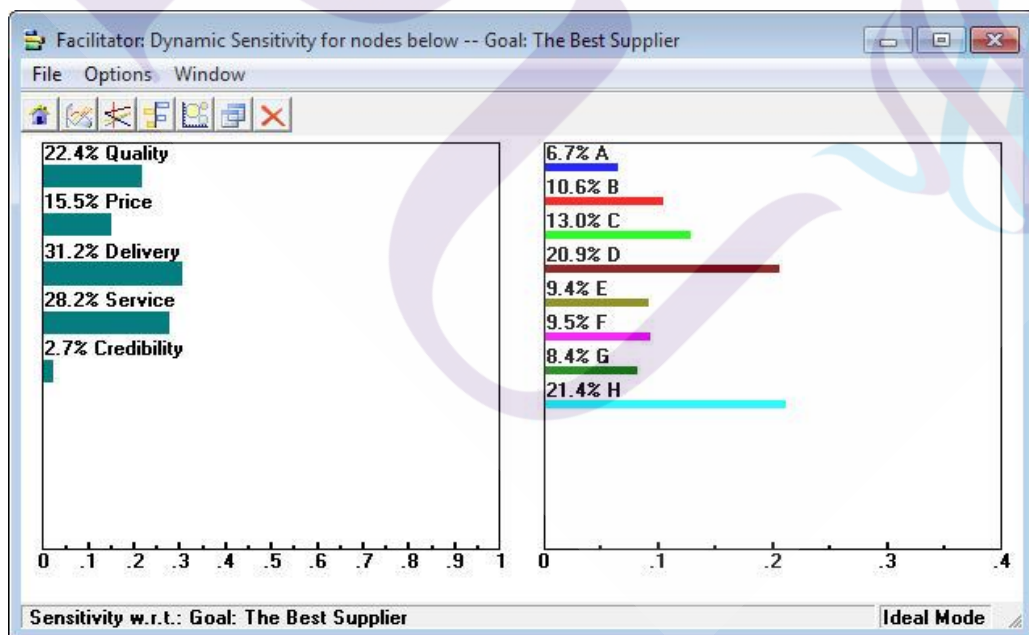 Facilitator: Dynamic Sensitivity for nodes below -- Goal: The Best Supplier
File Options Window
22.4% Quality
15.5% Price
31.2% Delivery
28.2% Service
2.7% Credibility
0 .1 .2 .3 .4 .5 .6 .7 .8 .9 1
6.7% A
10.6% B
13.0% C
20.9% D
9.4% E
9.5% F
8.4% G
21.4% H
0 .1 .2 .3 .4
Sensitivity w.r.t.: Goal: The Best Supplier
Ideal Mode